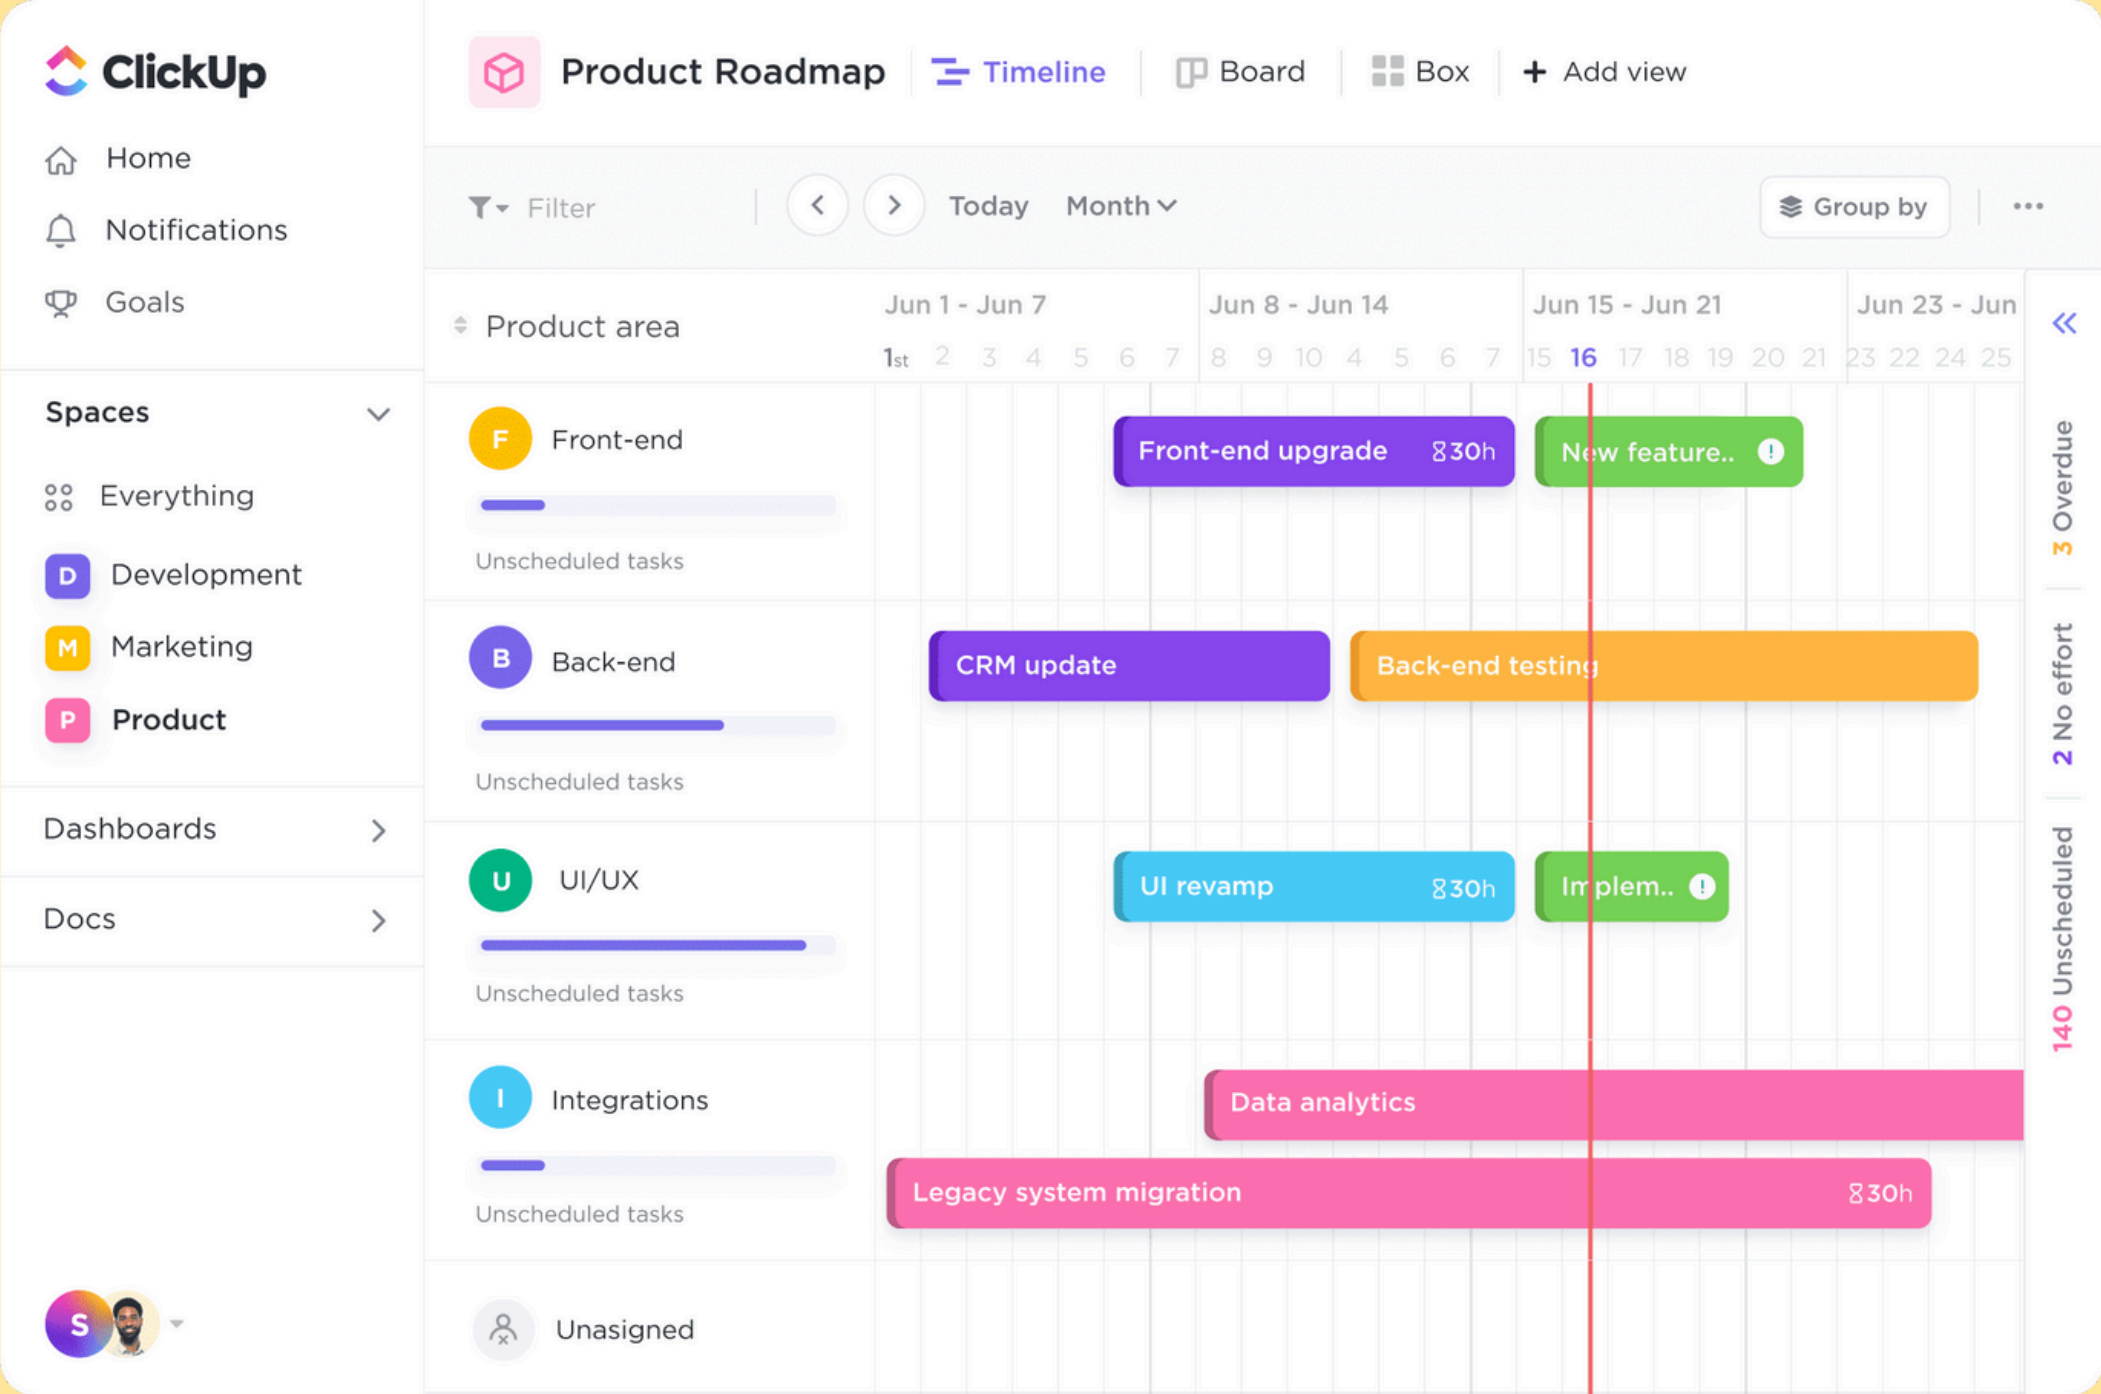 ClickUp
Home
Notifications
Goals
Spaces
Everything
D Development
M Marketing
P Product
Dashboards
Docs
S
Product Roadmap Timeline Board Box + Add view
Filter Today Month Group by
Product area
Jun 1 - Jun 7 Jun 8 - Jun 14 Jun 15 - Jun 21 Jun 23 - Jun
1st 2 3 4 5 6 7 8 9 10 4 5 6 7 15 16 17 18 19 20 21 23 22 24 25
F Front-end
Unscheduled tasks
Front-end upgrade 30h New feature.. !
B Back-end
Unscheduled tasks
CRM update Back-end testing
U UI/UX
Unscheduled tasks
UI revamp 30h Implem.. !
I Integrations
Unscheduled tasks
Data analytics
Legacy system migration 30h
Unasigned
3 Overdue
2 No effort
140 Unscheduled